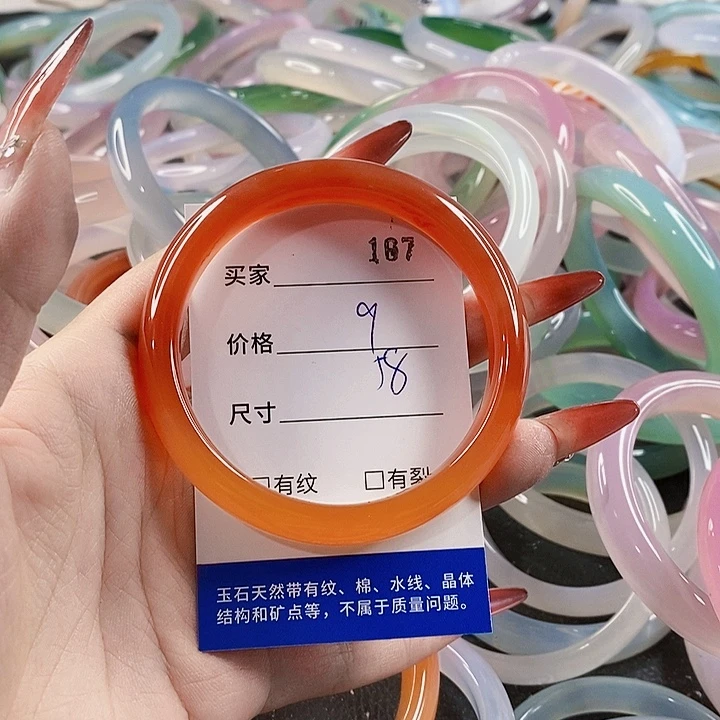 167
买家
9
价格
58
尺寸
□有纹 □有裂
玉石天然带有纹、棉、水线、晶体
结构和矿点等，不属于质量问题。